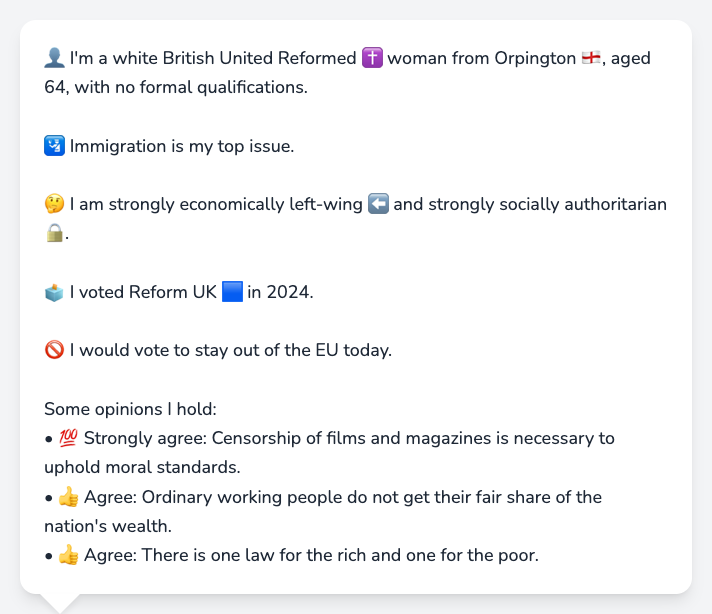 👤 I'm a white British United Reformed ✝️ woman from Orpington 🏴󠁧󠁢󠁥󠁮󠁧󠁿, aged
64, with no formal qualifications.
🛂 Immigration is my top issue.
🤔 I am strongly economically left-wing ⬅️ and strongly socially authoritarian
🔒.
🗳️ I voted Reform UK 🟦 in 2024.
🚫 I would vote to stay out of the EU today.
Some opinions I hold:
• 💯 Strongly agree: Censorship of films and magazines is necessary to
uphold moral standards.
• 👍 Agree: Ordinary working people do not get their fair share of the
nation's wealth.
• 👍 Agree: There is one law for the rich and one for the poor.